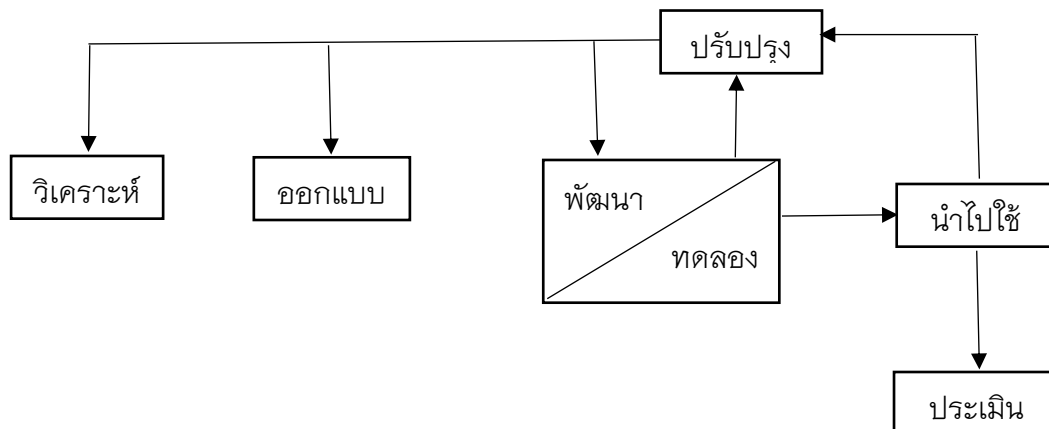 ปรับปรุง
วิเคราะห์
ออกแบบ
พัฒนา
ทดลอง
นำไปใช้
ประเมิน